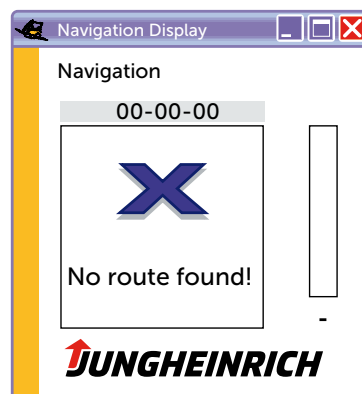 Navigation Display
Navigation
00-00-00
No route found!
-
JUNGHEINRICH